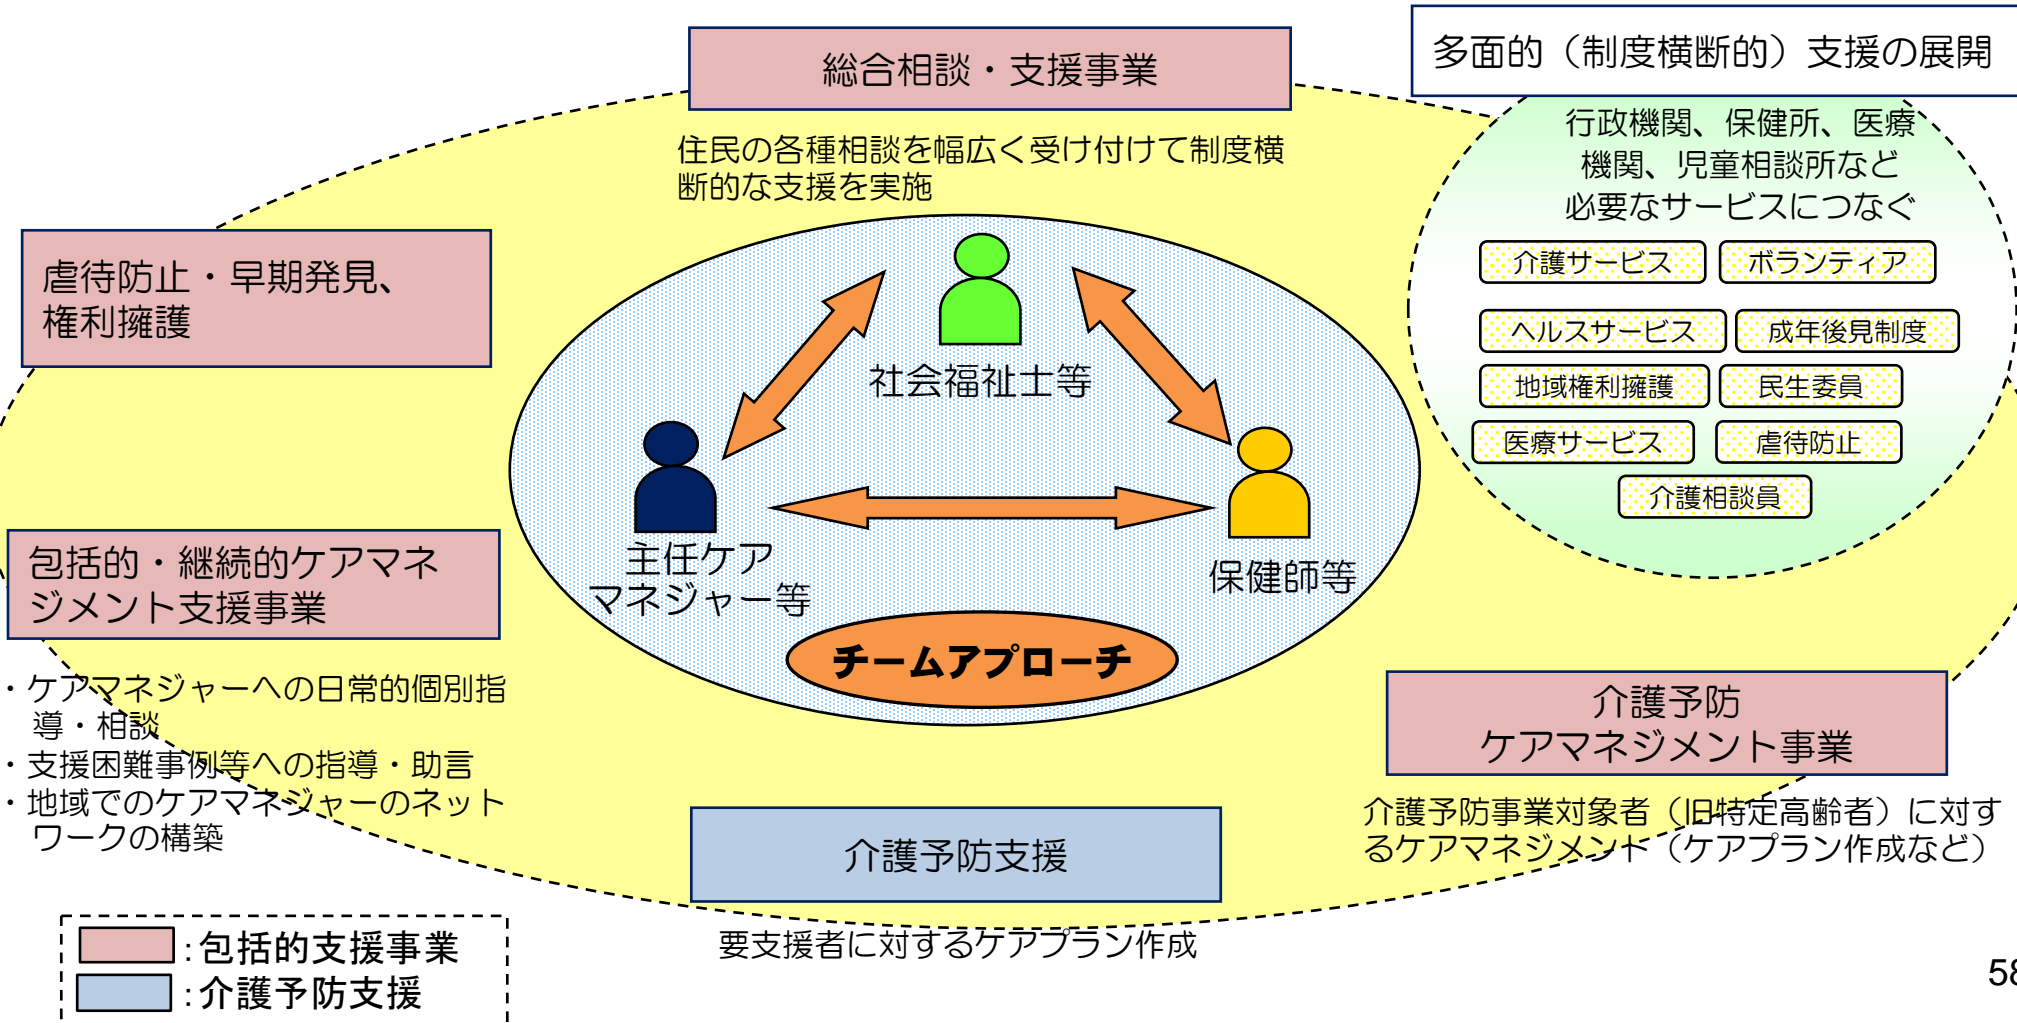 総合相談・支援事業
住民の各種相談を幅広く受け付けて制度横
断的な支援を実施
多面的（制度横断的）支援の展開
行政機関、保健所、医療
機関、児童相談所など
必要なサービスにつなぐ
介護サービス
ボランティア
ヘルスサービス
成年後見制度
地域権利擁護
民生委員
医療サービス
虐待防止
介護相談員
虐待防止・早期発見、
権利擁護
社会福祉士等
主任ケア
マネジャー等
保健師等
チームアプローチ
包括的・継続的ケアマネ
ジメント支援事業
・ケアマネジャーへの日常的個別指
導・相談
・支援困難事例等への指導・助言
・地域でのケアマネジャーのネット
ワークの構築
介護予防
ケアマネジメント事業
介護予防事業対象者（旧特定高齢者）に対す
るケアマネジメント（ケアプラン作成など）
介護予防支援
要支援者に対するケアプラン作成
：包括的支援事業
：介護予防支援
58